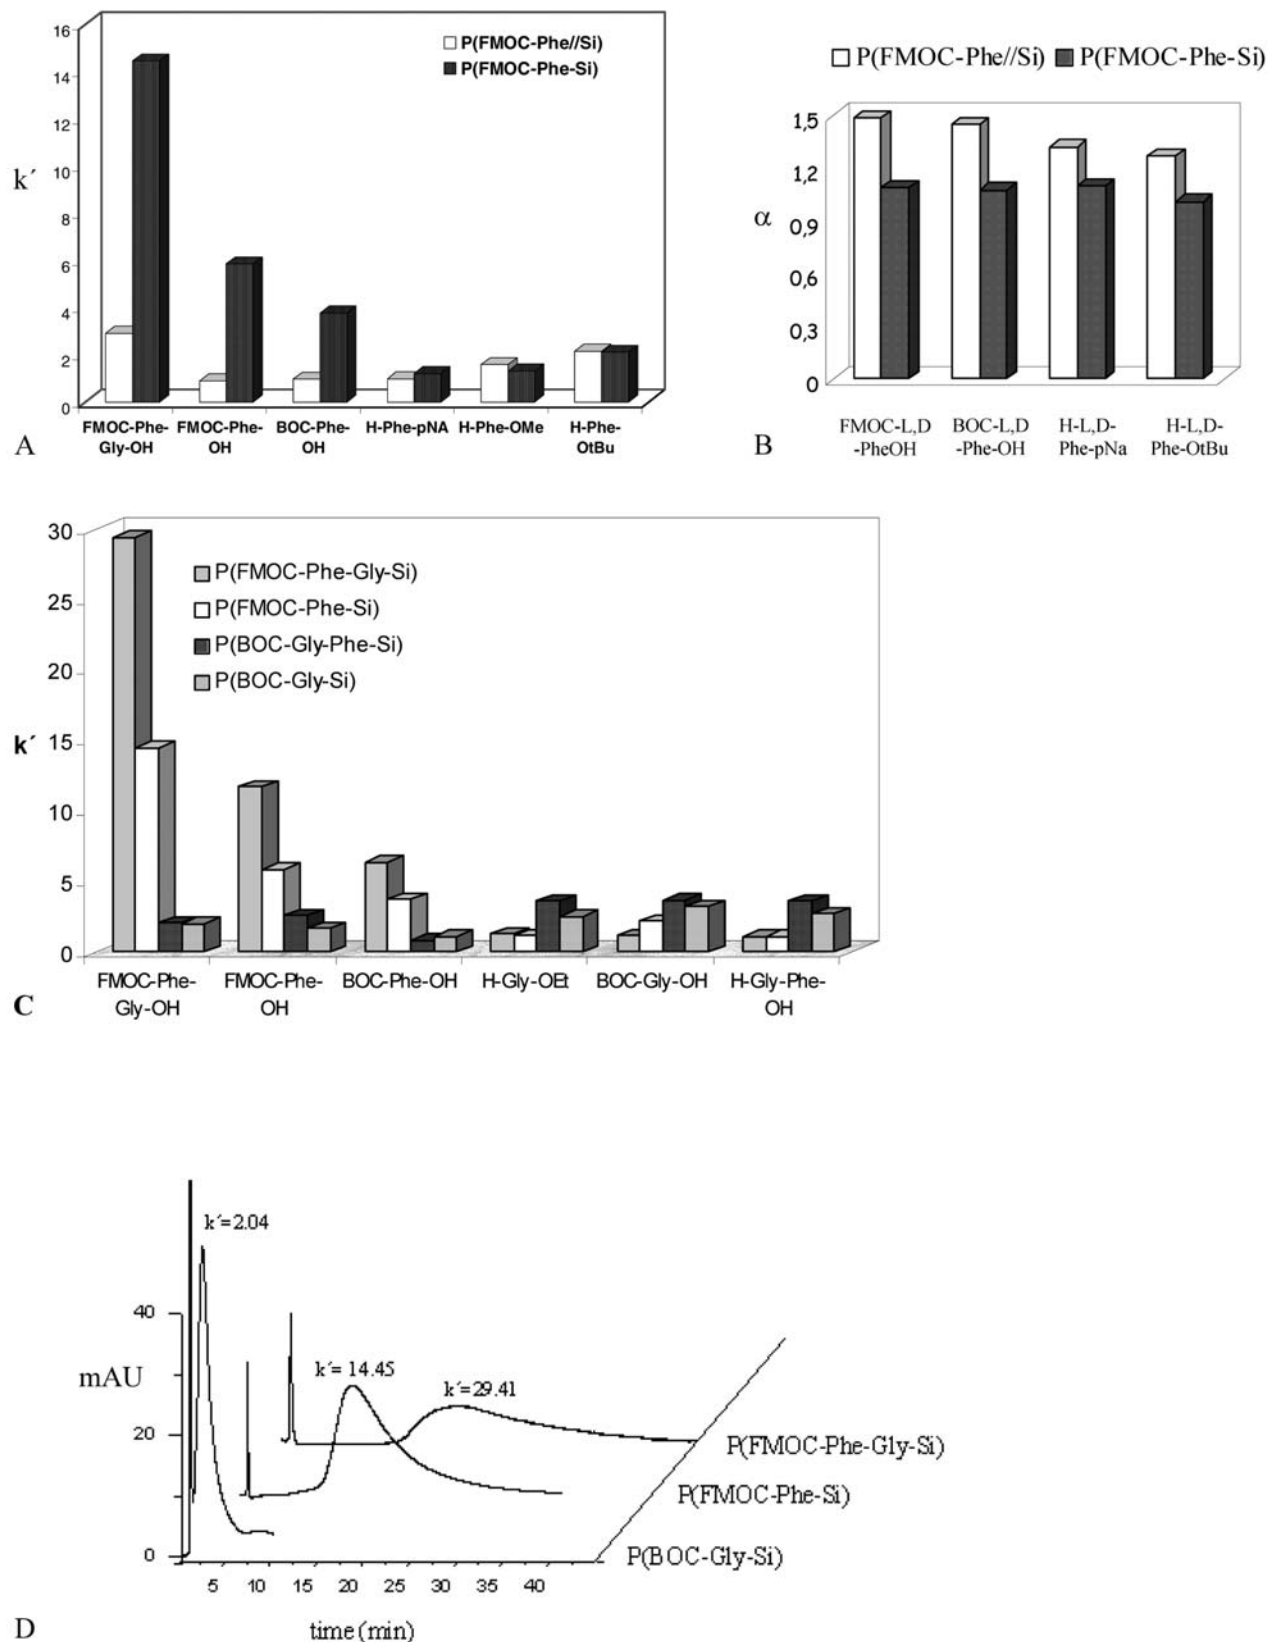 16
14
12
10
8
6
4
2
0
k´
P(FMOC-Phe//Si)
P(FMOC-Phe-Si)
FMOC-Phe-
Gly-OH
FMOC-Phe-
OH
BOC-Phe-
OH
H-Phe-pNA
H-Phe-OMe
H-Phe-
OtBu
A
P(FMOC-Phe//Si) P(FMOC-Phe-Si)
1,5
1,2
0,9
0,6
0,3
0
α
FMOC-L,D
-PheOH
BOC-L,D
-Phe-OH
H-L,D-
Phe-pNa
H-L,D-
Phe-OtBu
B
30
25
20
15
10
5
0
k´
P(FMOC-Phe-Gly-Si)
P(FMOC-Phe-Si)
P(BOC-Gly-Phe-Si)
P(BOC-Gly-Si)
FMOC-Phe-
Gly-OH
FMOC-Phe-
OH
BOC-Phe-OH
H-Gly-OEt
BOC-Gly-OH
H-Gly-Phe-
OH
C
k´=2.04
k´= 14.45
k´=29.41
40
20
0
mAU
P(FMOC-Phe-Gly-Si)
P(FMOC-Phe-Si)
P(BOC-Gly-Si)
5 10 15 20 25 30 35 40
time (min)
D